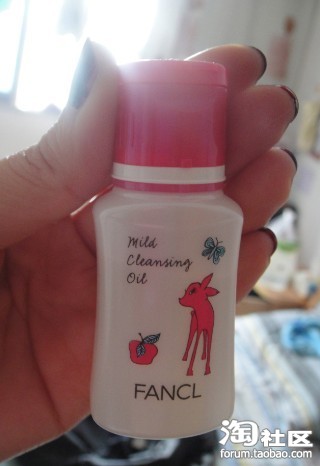 Mild
Cleansing
Oil
FANCL
淘社区
forum.taobao.com